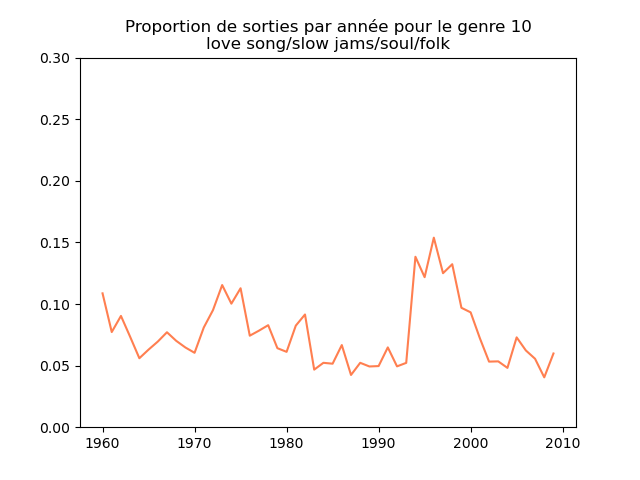 Proportion de sorties par année pour le genre 10
love song/slow jams/soul/folk
0.30
0.25
0.20
0.15
0.10
0.05
0.00
1960 1970 1980 1990 2000 2010